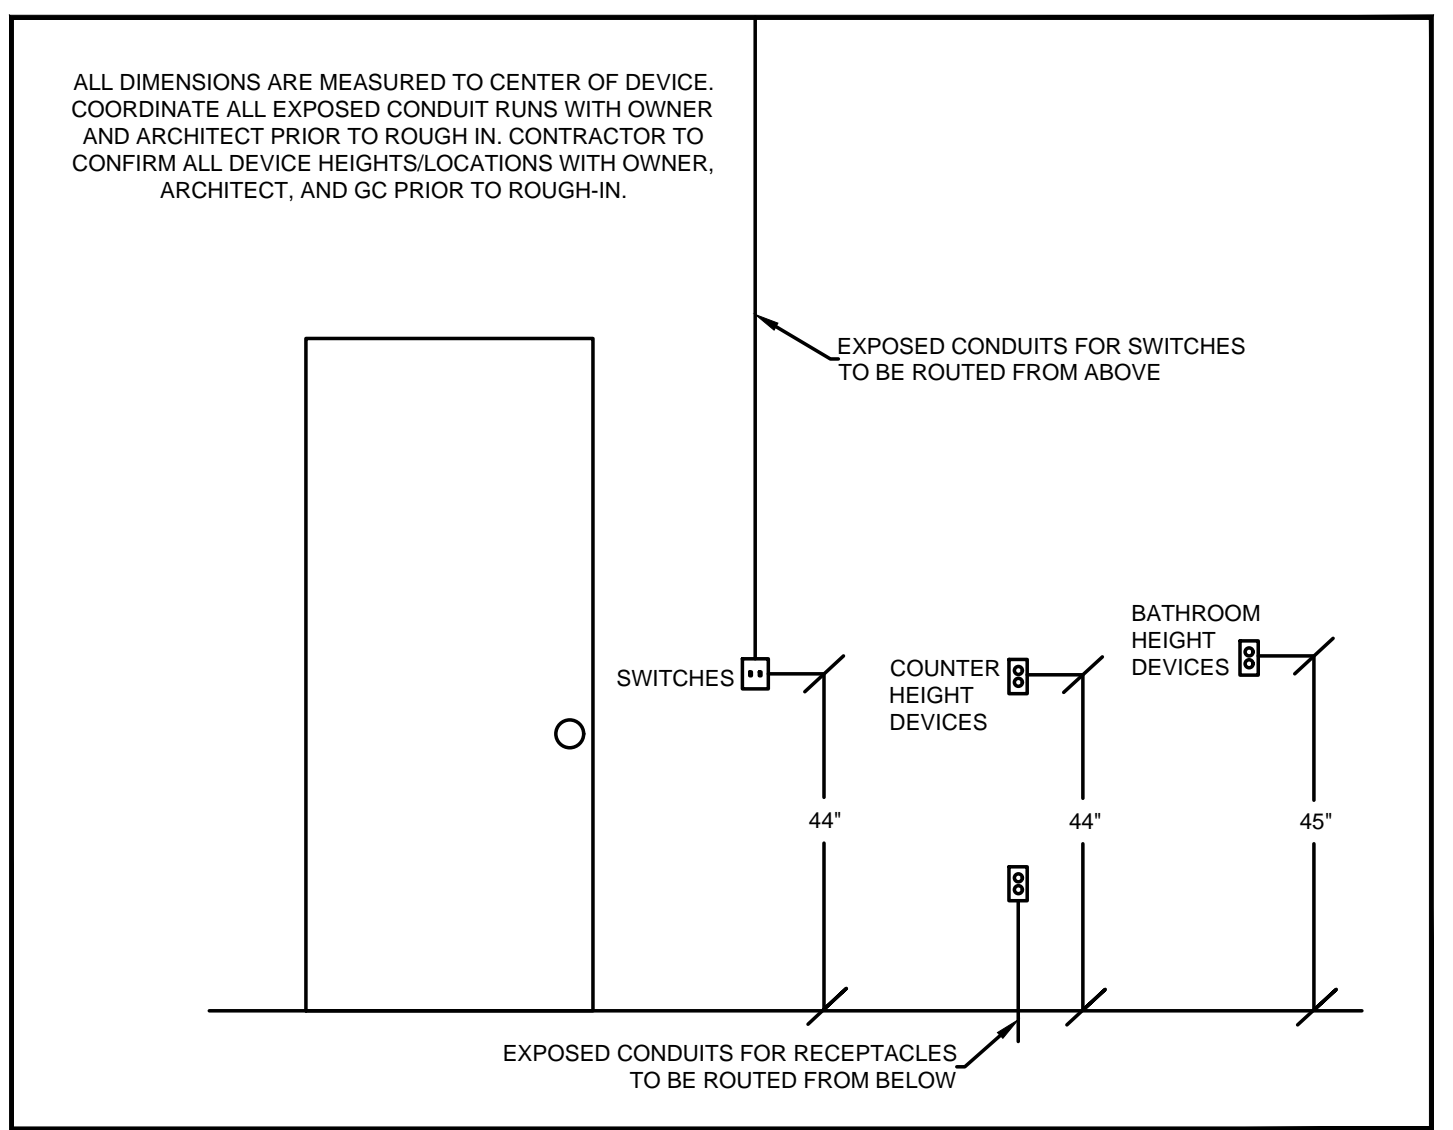 ALL DIMENSIONS ARE MEASURED TO CENTER OF DEVICE.
COORDINATE ALL EXPOSED CONDUIT RUNS WITH OWNER
AND ARCHITECT PRIOR TO ROUGH IN. CONTRACTOR TO
CONFIRM ALL DEVICE HEIGHTS/LOCATIONS WITH OWNER,
ARCHITECT, AND GC PRIOR TO ROUGH-IN.
EXPOSED CONDUITS FOR SWITCHES
TO BE ROUTED FROM ABOVE
SWITCHES
COUNTER
HEIGHT
DEVICES
BATHROOM
HEIGHT
DEVICES
44"
44"
45"
EXPOSED CONDUITS FOR RECEPTACLES
TO BE ROUTED FROM BELOW